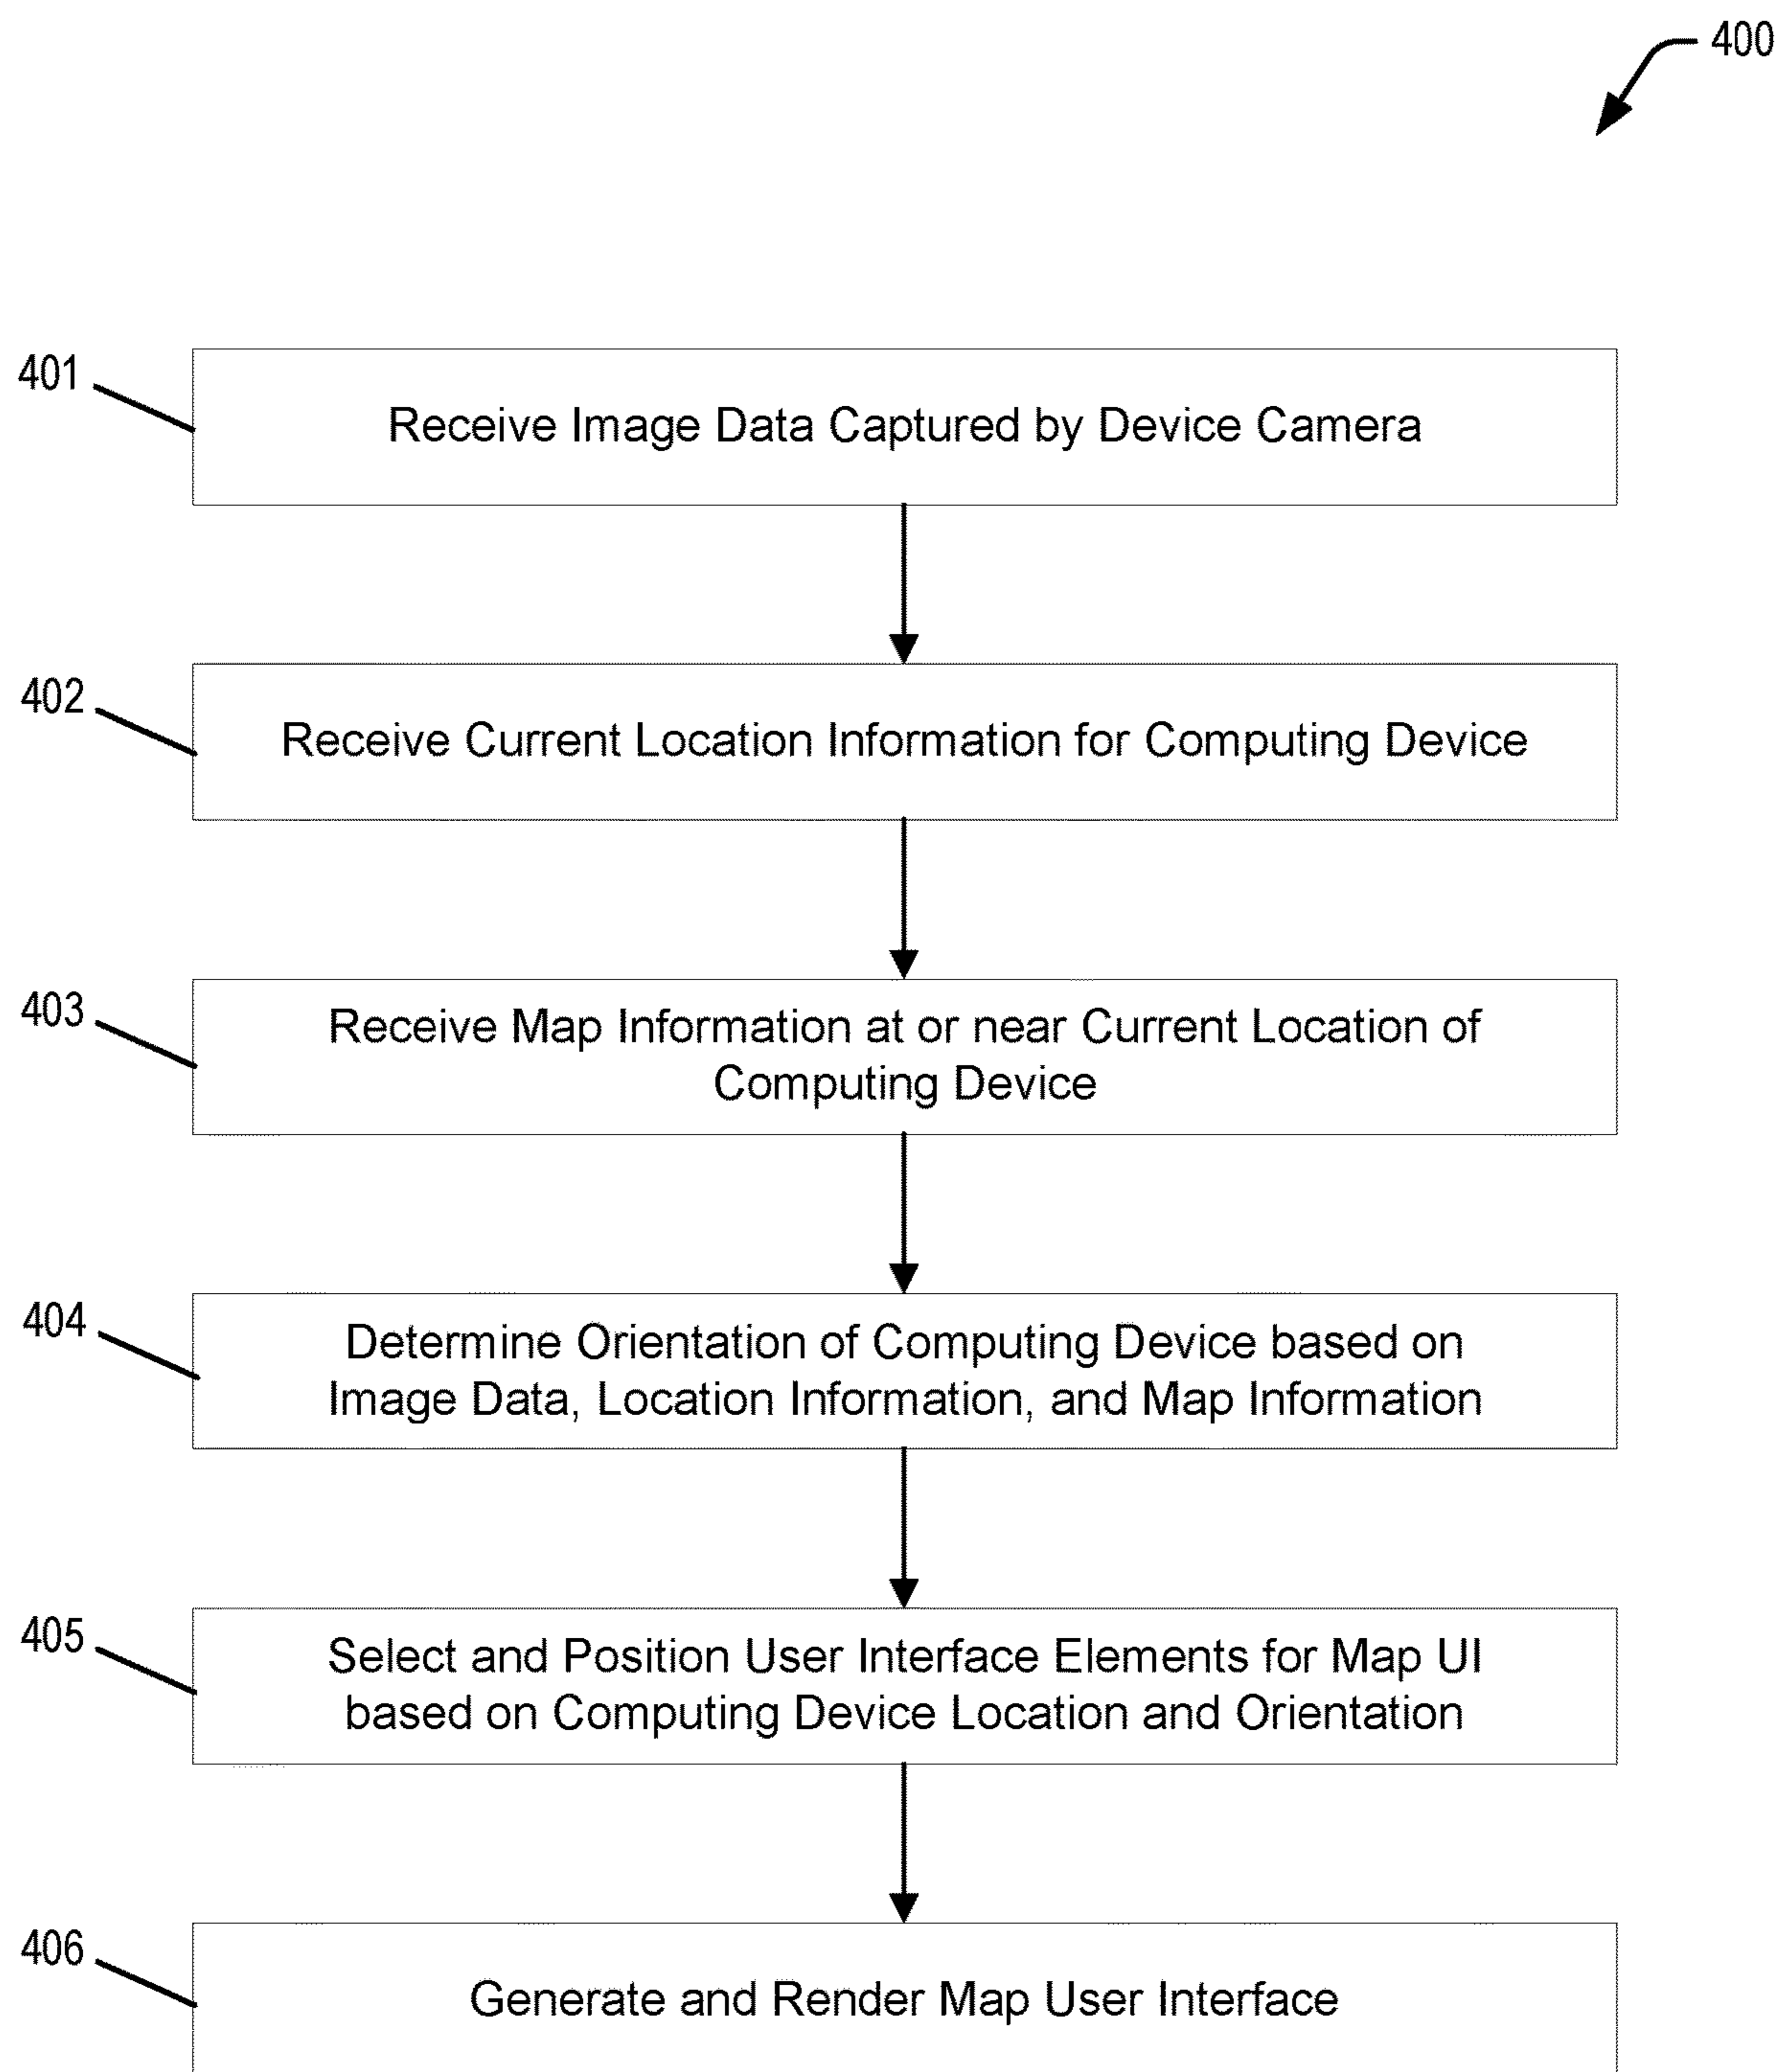 400
401
Receive Image Data Captured by Device Camera
402
Receive Current Location Information for Computing Device
403
Receive Map Information at or near Current Location of
Computing Device
404
Determine Orientation of Computing Device based on
Image Data, Location Information, and Map Information
405
Select and Position User Interface Elements for Map UI
based on Computing Device Location and Orientation
406
Generate and Render Map User Interface